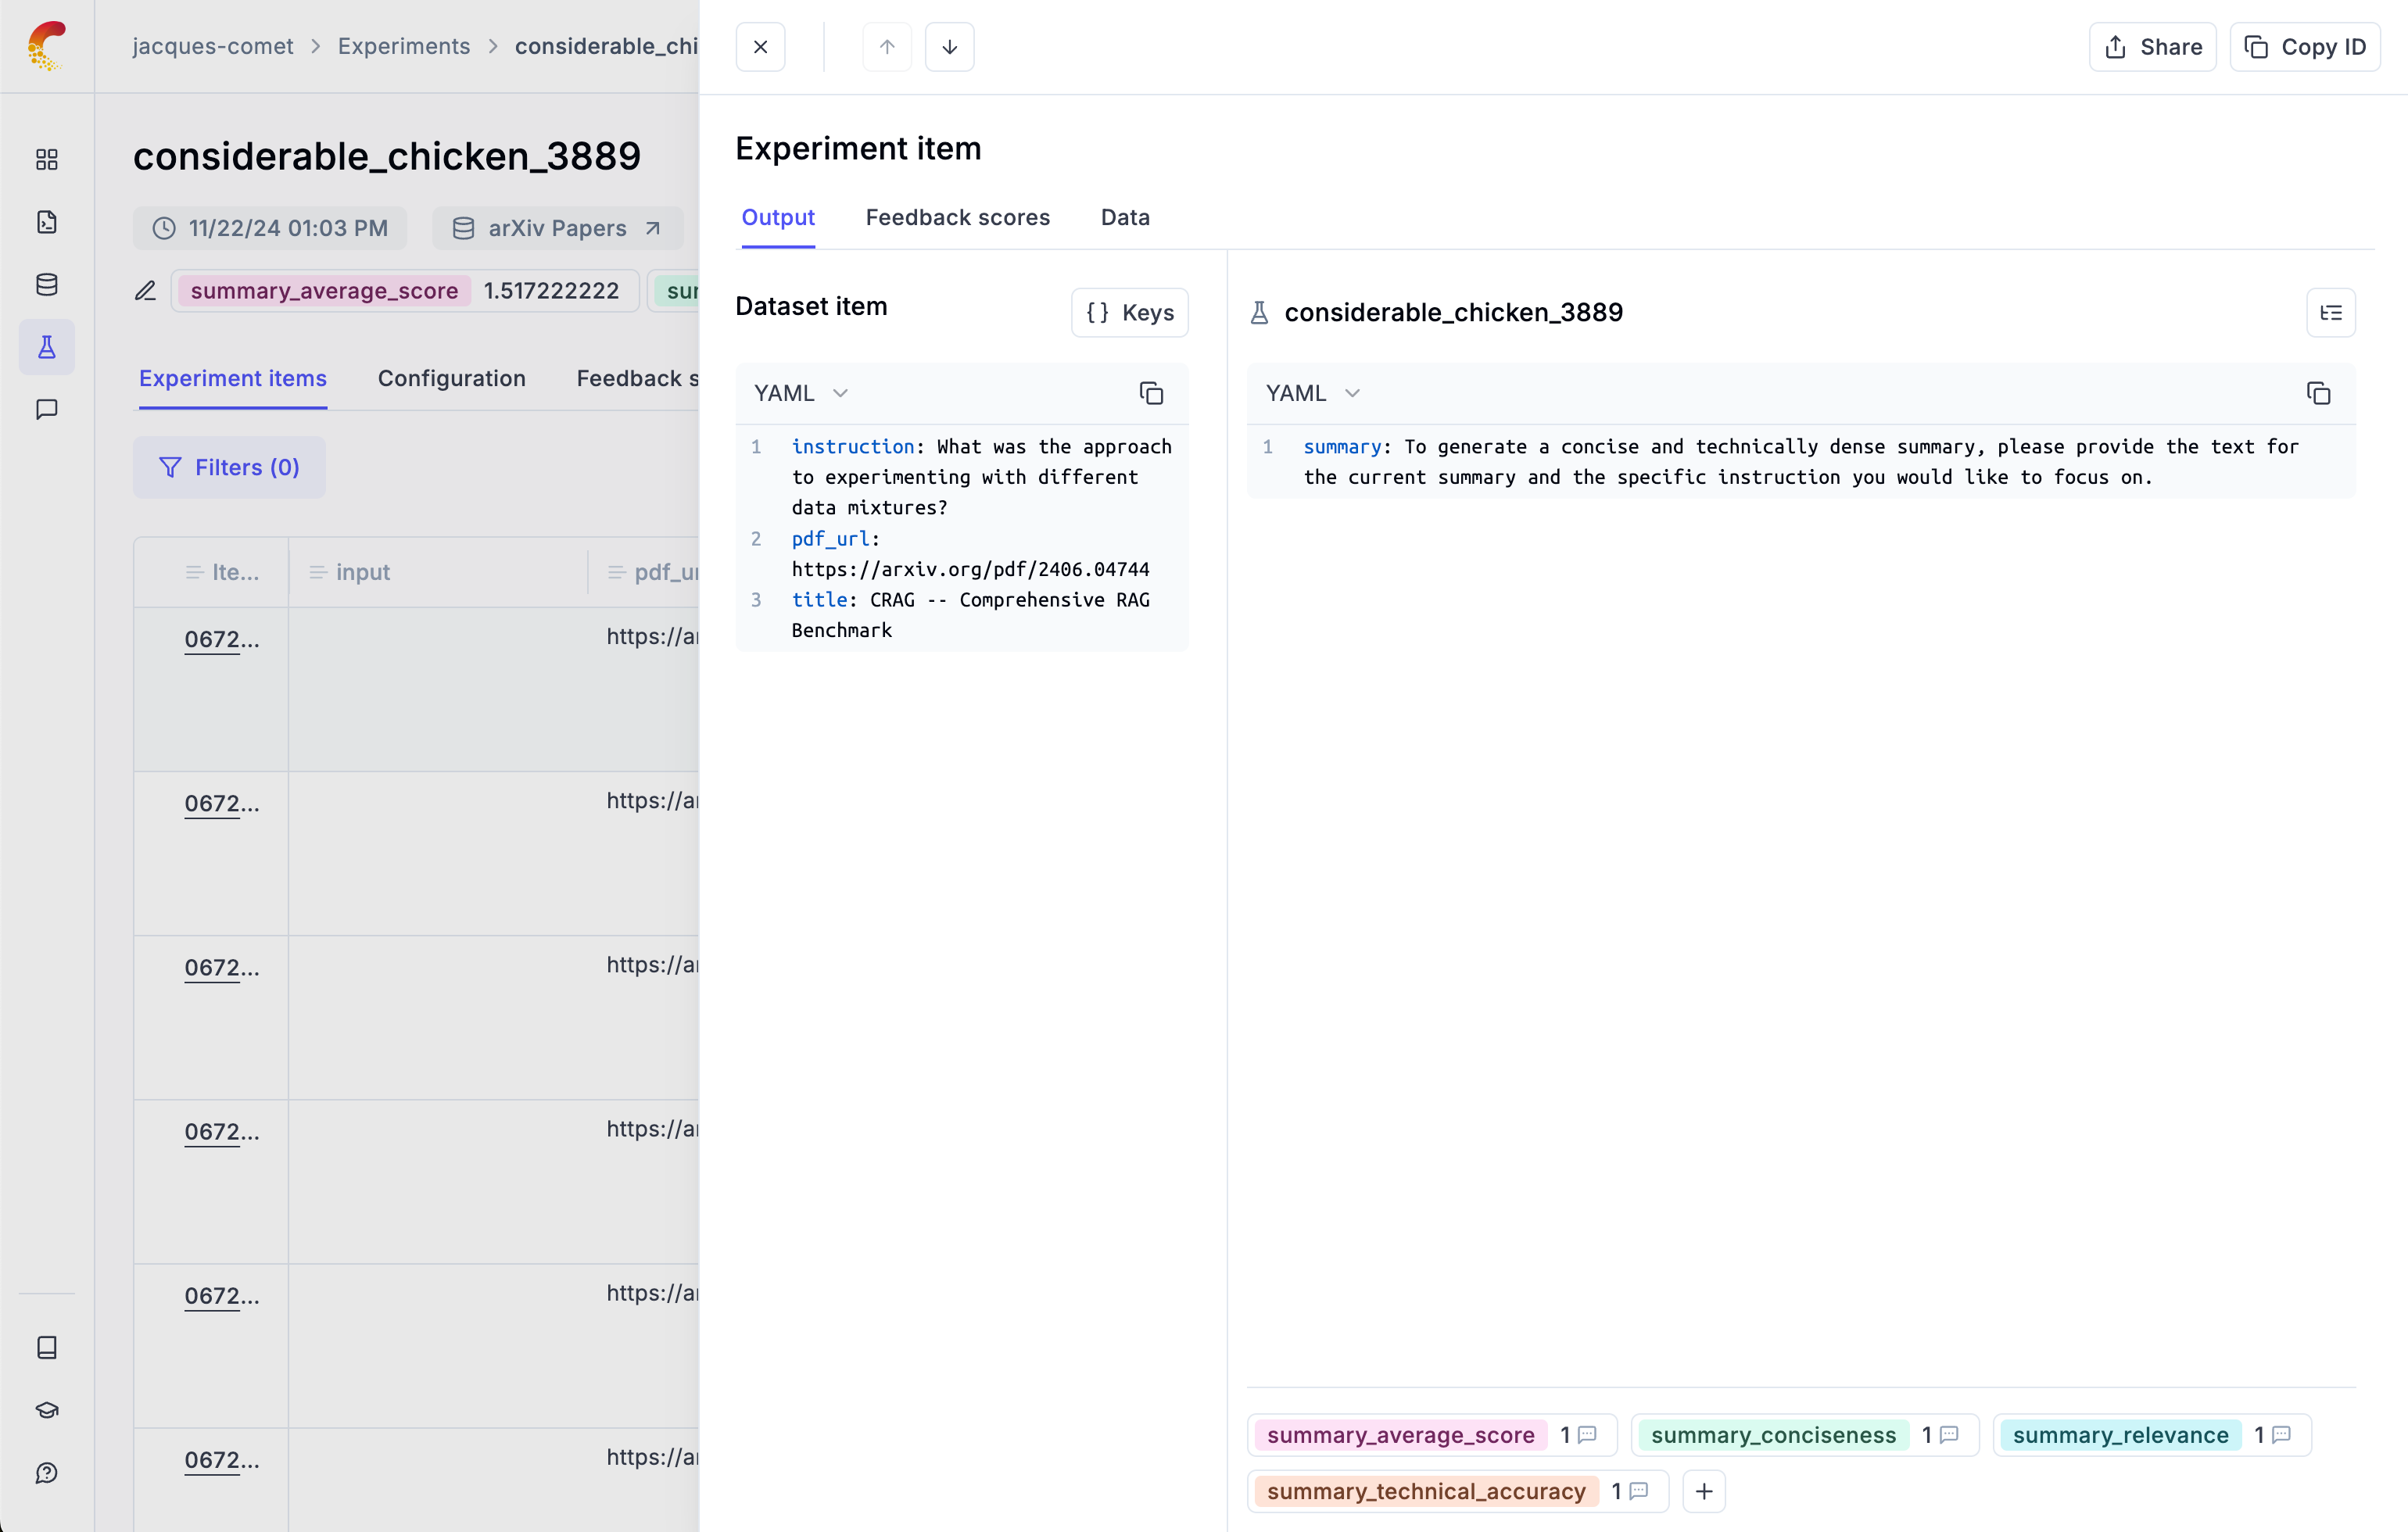 jacques-comet > Experiments > considerable_chi
Share
Copy ID
considerable_chicken_3889
11/22/24 01:03 PM
arXiv Papers
summary_average_score 1.517222222
sur
Experiment items
Configuration
Feedback s
Filters (0)
Ite...
input
pdf_ur
0672...
https://ar
0672...
https://ar
0672...
https://ar
0672...
https://ar
0672...
https://ar
0672...
https://ar
Experiment item
Output
Feedback scores
Data
Dataset item
{ } Keys
YAML
1 instruction: What was the approach
to experimenting with different
data mixtures?
2 pdf_url:
https://arxiv.org/pdf/2406.04744
3 title: CRAG -- Comprehensive RAG
Benchmark
considerable_chicken_3889
YAML
1 summary: To generate a concise and technically dense summary, please provide the text for
the current summary and the specific instruction you would like to focus on.
summary_average_score 1
summary_conciseness 1
summary_relevance 1
summary_technical_accuracy 1